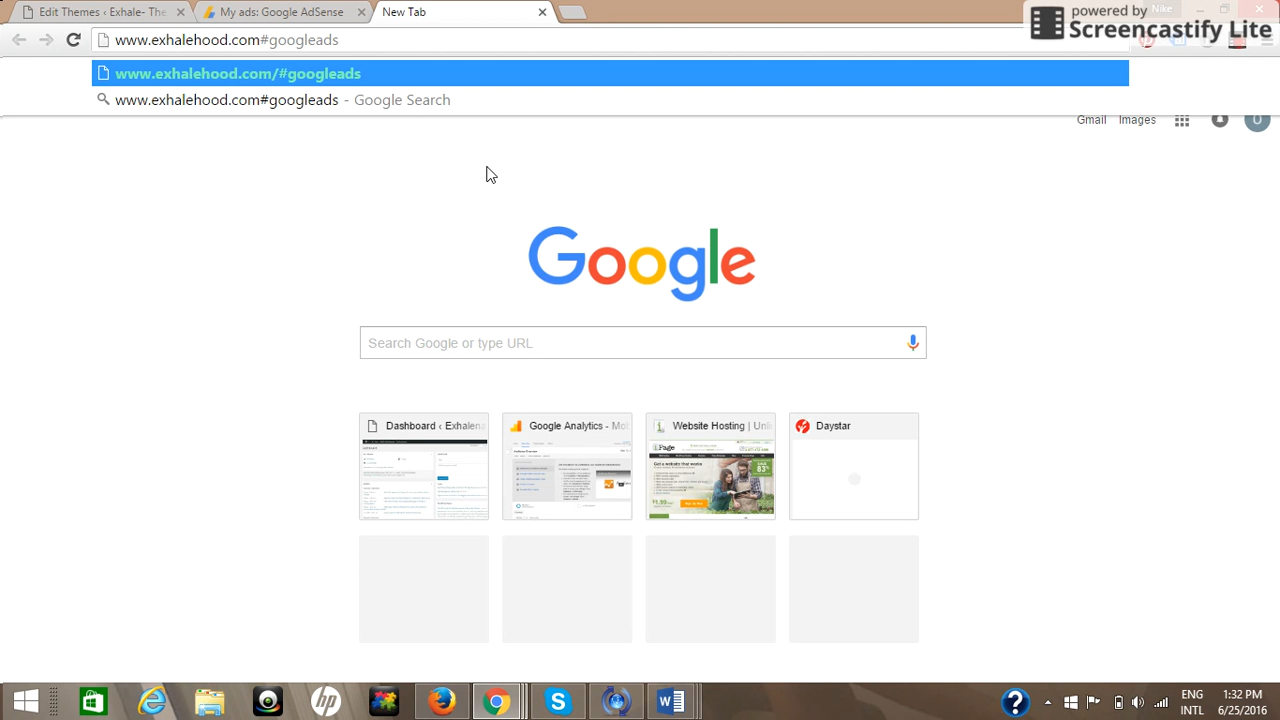 Edit Themes ‹ Exhale- The
My ads: Google AdSense
New Tab
Nike
powered by
Screencastify Lite
www.exhalehood.com#googleads
www.exhalehood.com/#googleads
www.exhalehood.com#googleads - Google Search
Gmail
Images
U
Google
Search Google or type URL
Dashboard ‹ Exhalena
Google Analytics - Mo
Website Hosting | Unli
Daystar
ENG
INTL
1:32 PM
6/25/2016